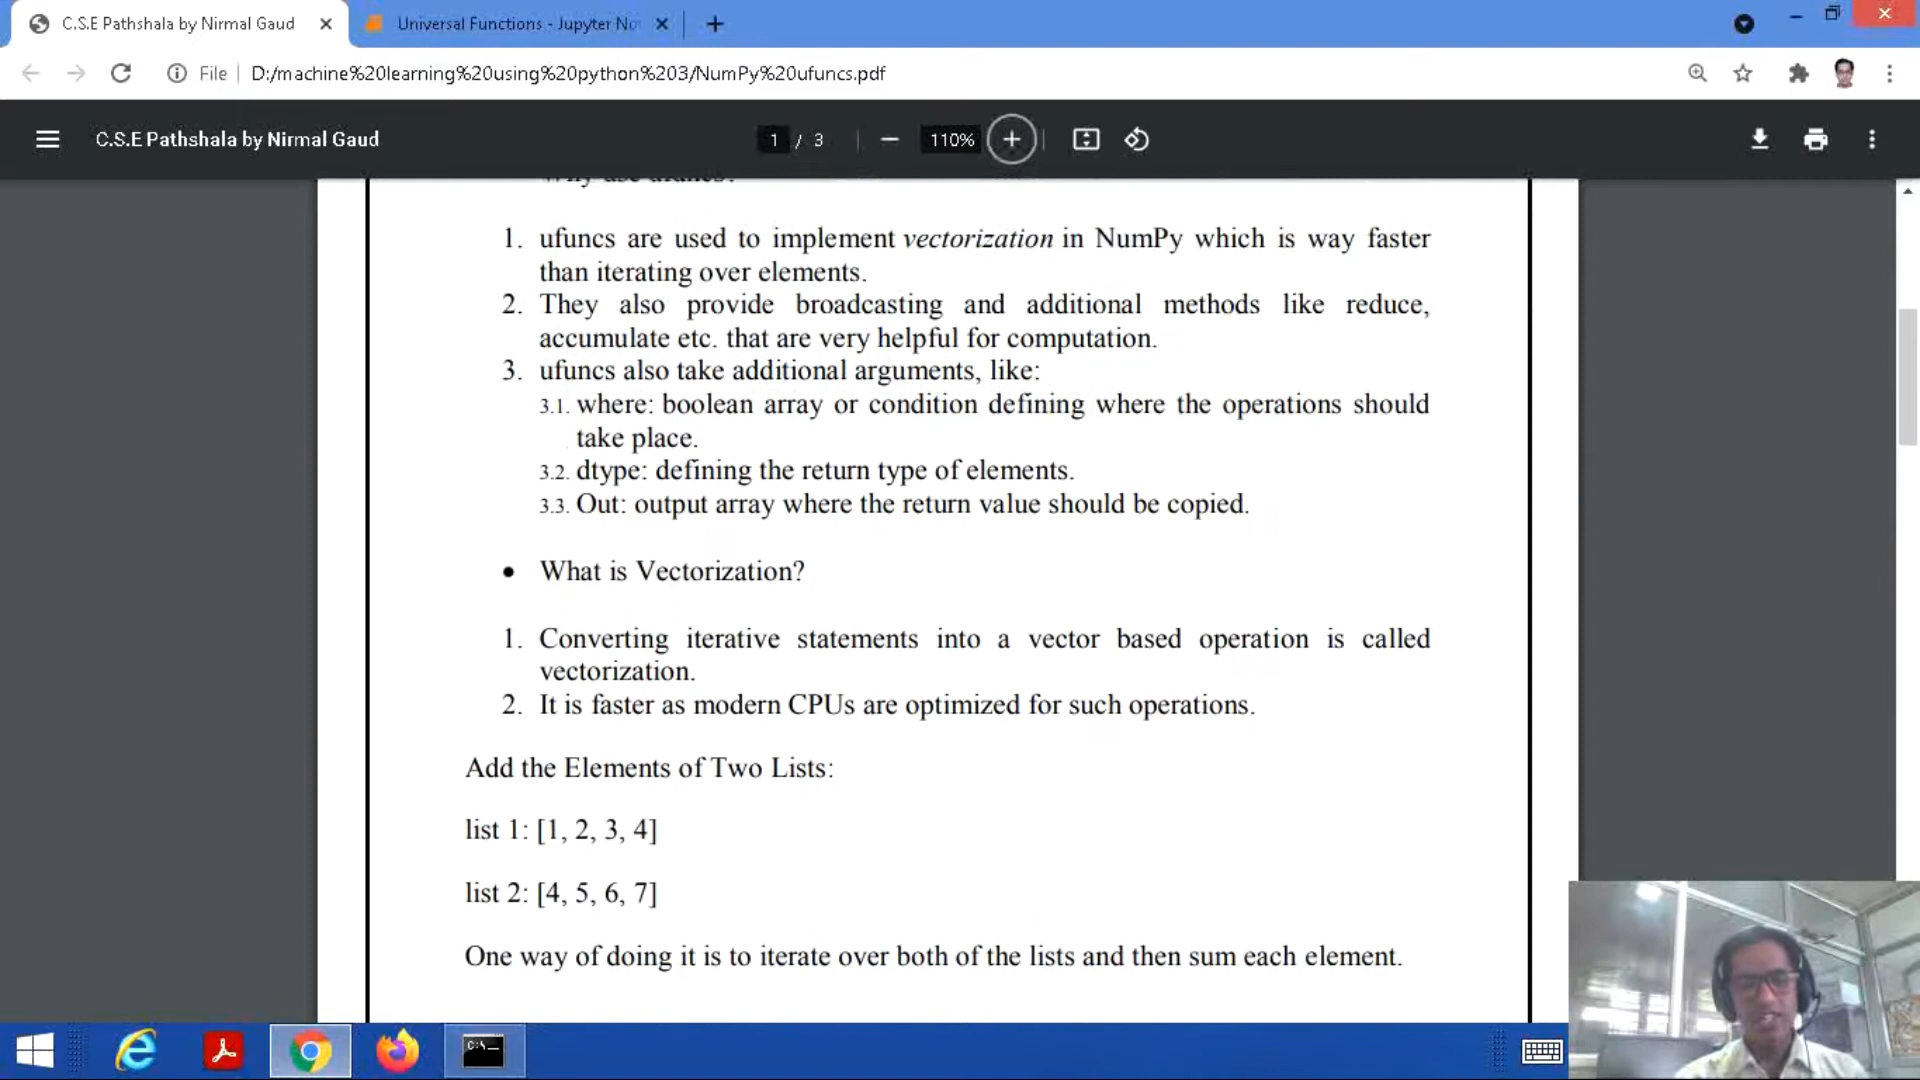 C.S.E Pathshala by Nirmal Gaud
Universal Functions - Jupyter No
File
D:/machine%20learning%20using%20python%203/NumPy%20ufuncs.pdf
C.S.E Pathshala by Nirmal Gaud
1 / 3
110%
Why use ufuncs?
1. ufuncs are used to implement vectorization in NumPy which is way faster
than iterating over elements.
2. They also provide broadcasting and additional methods like reduce,
accumulate etc. that are very helpful for computation.
3. ufuncs also take additional arguments, like:
3.1. where: boolean array or condition defining where the operations should
take place.
3.2. dtype: defining the return type of elements.
3.3. Out: output array where the return value should be copied.
• What is Vectorization?
1. Converting iterative statements into a vector based operation is called
vectorization.
2. It is faster as modern CPUs are optimized for such operations.
Add the Elements of Two Lists:
list 1: [1, 2, 3, 4]
list 2: [4, 5, 6, 7]
One way of doing it is to iterate over both of the lists and then sum each element.
C:\_